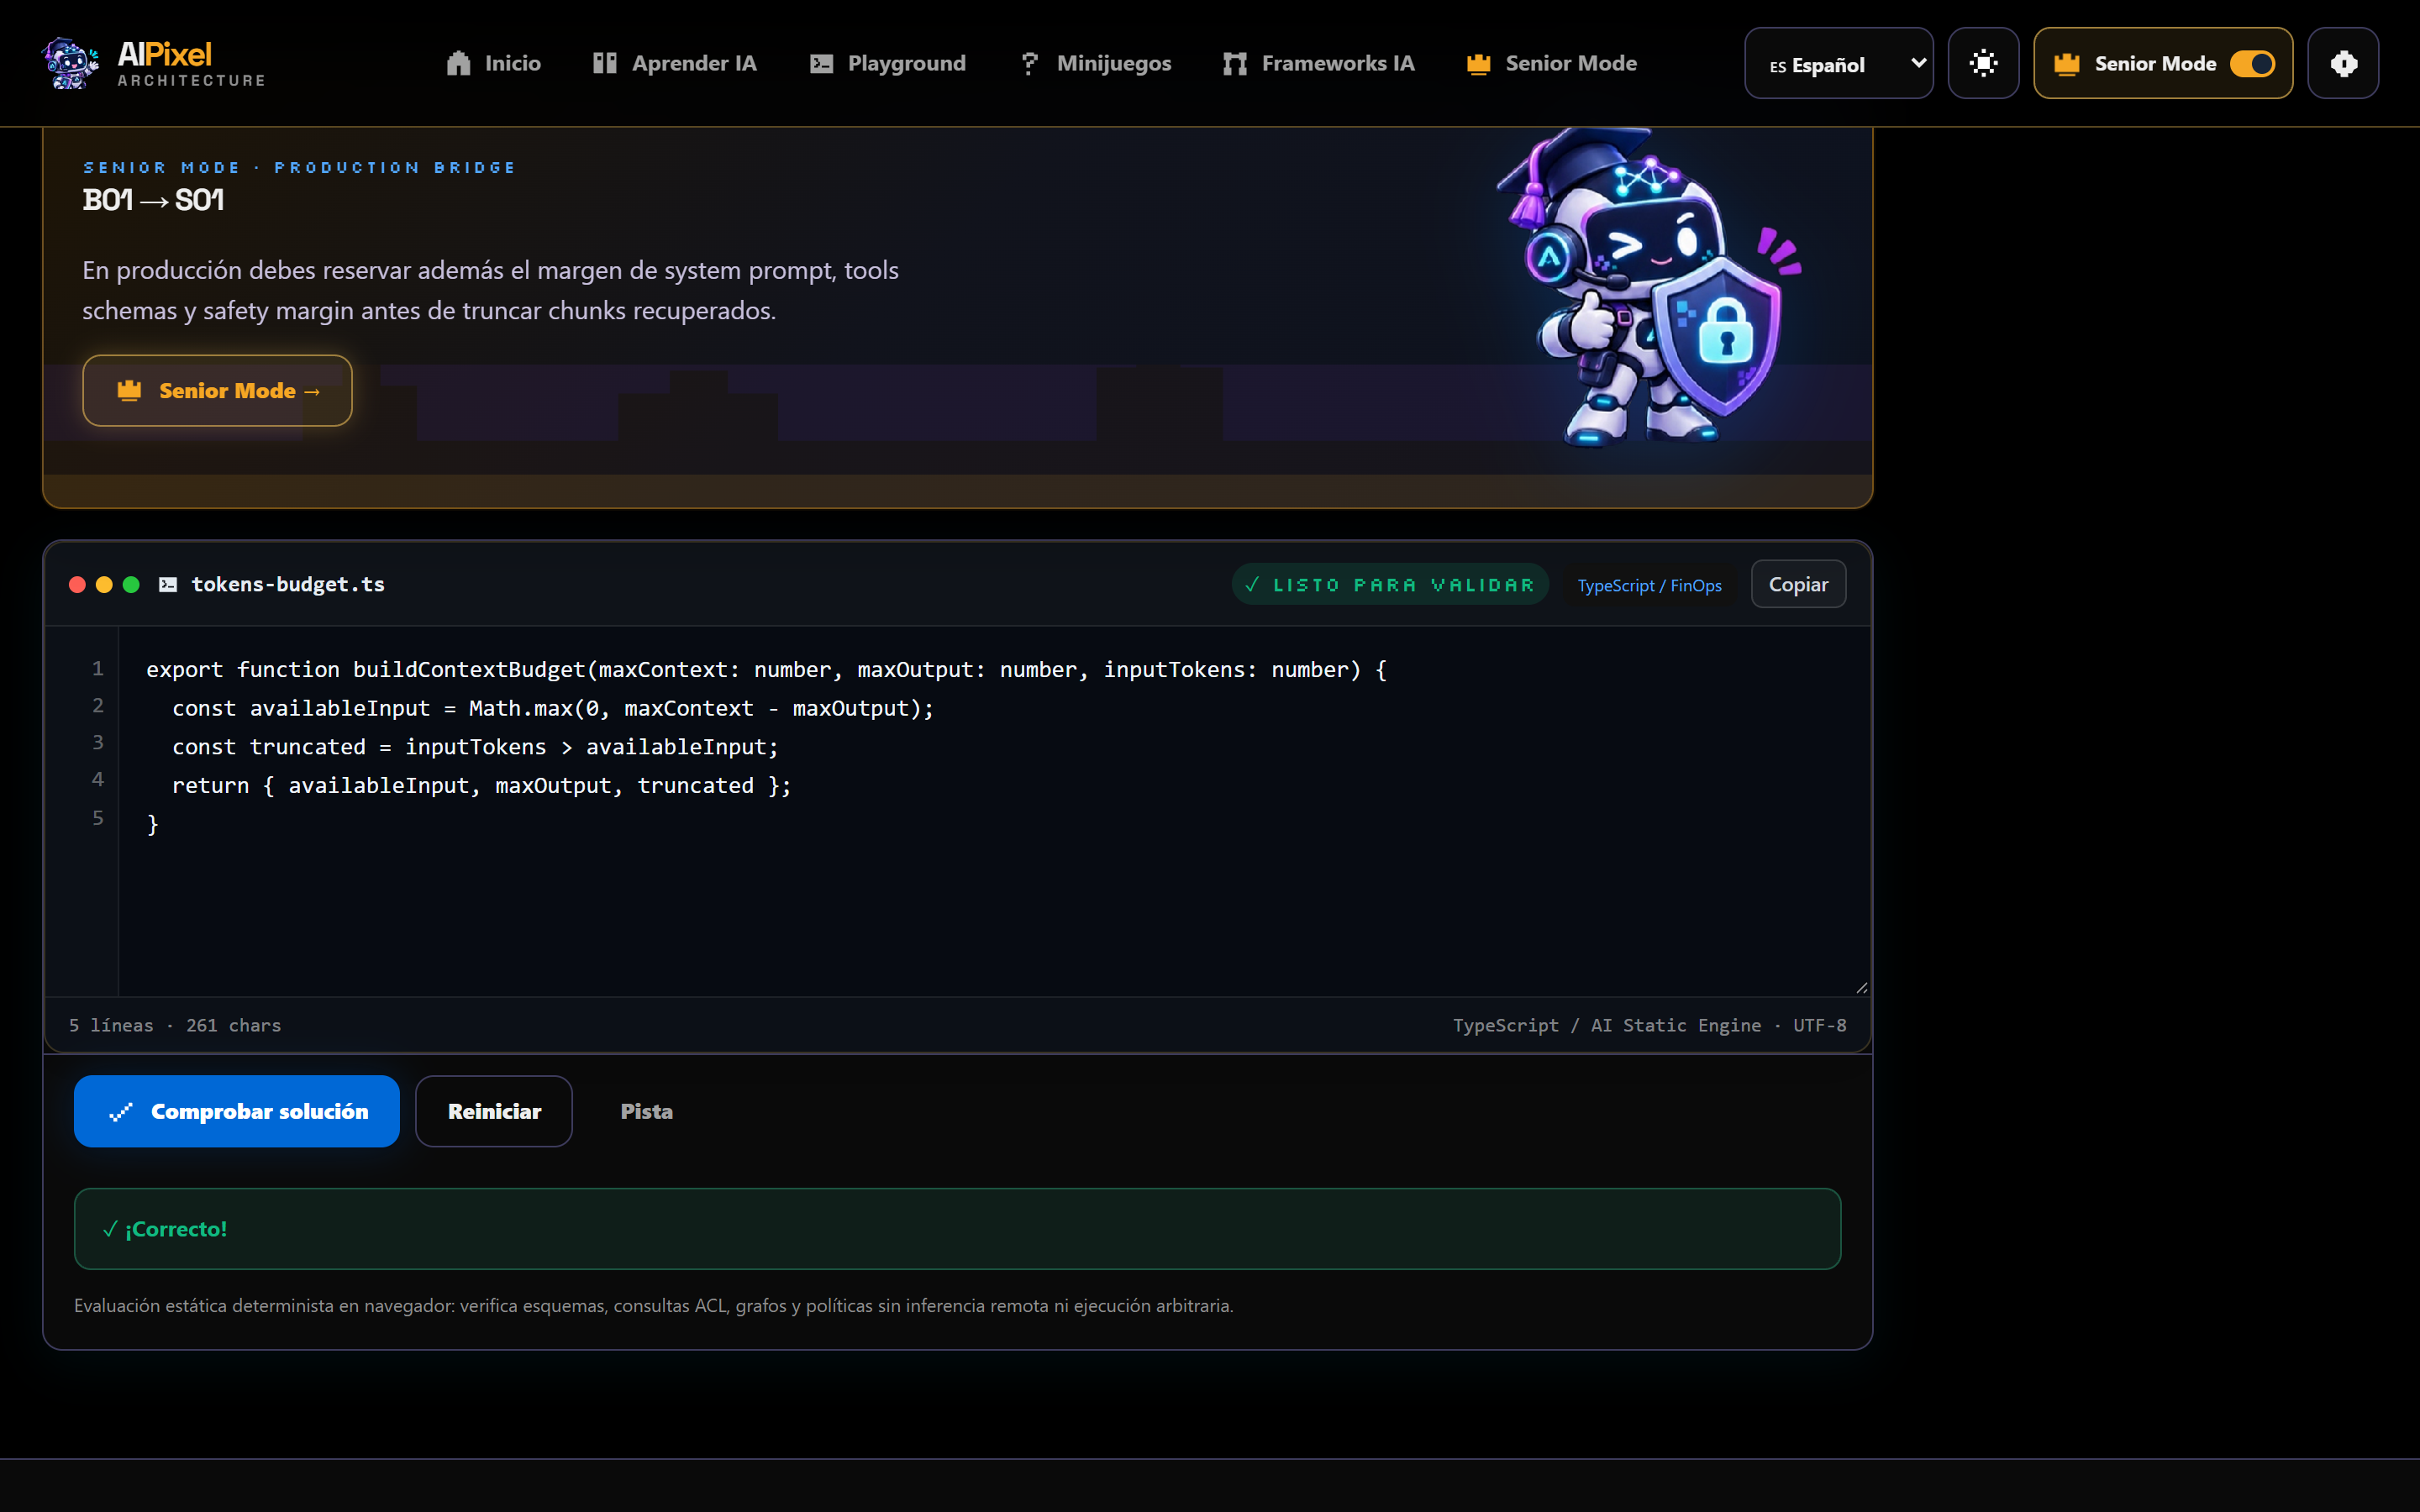 AIPixel
ARCHITECTURE
Inicio
Aprender IA
Playground
Minijuegos
Frameworks IA
Senior Mode
ES Español
Senior Mode
SENIOR MODE · PRODUCTION BRIDGE
B01 → S01
En producción debes reservar además el margen de system prompt, tools
schemas y safety margin antes de truncar chunks recuperados.
Senior Mode →
tokens-budget.ts
✓ LISTO PARA VALIDAR
TypeScript / FinOps
Copiar
1 export function buildContextBudget(maxContext: number, maxOutput: number, inputTokens: number) {
2   const availableInput = Math.max(0, maxContext - maxOutput);
3   const truncated = inputTokens > availableInput;
4   return { availableInput, maxOutput, truncated };
5 }
5 líneas · 261 chars
TypeScript / AI Static Engine · UTF-8
Comprobar solución
Reiniciar
Pista
✓ ¡Correcto!
Evaluación estática determinista en navegador: verifica esquemas, consultas ACL, grafos y políticas sin inferencia remota ni ejecución arbitraria.